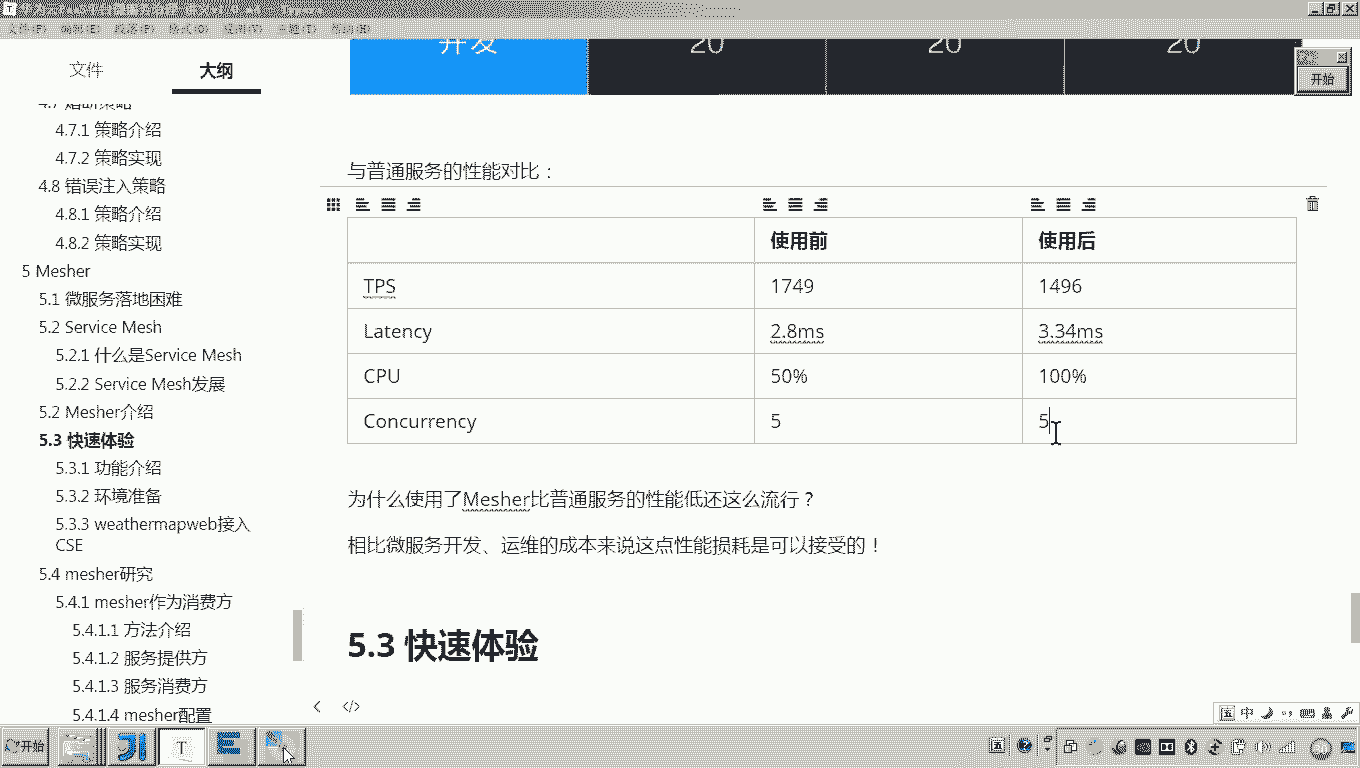 文件(F) 编辑(E) 段落(P) 格式(O) 视图(V) 主题(T) 帮助(H)
文件
大纲
4.7 熔断策略
4.7.1 策略介绍
4.7.2 策略实现
4.8 错误注入策略
4.8.1 策略介绍
4.8.2 策略实现
5 Mesher
5.1 微服务落地困难
5.2 Service Mesh
5.2.1 什么是Service Mesh
5.2.2 Service Mesh发展
5.2 Mesher介绍
5.3 快速体验
5.3.1 功能介绍
5.3.2 环境准备
5.3.3 weathermapweb接入
CSE
5.4 mesher研究
5.4.1 mesher作为消费方
5.4.1.1 方法介绍
5.4.1.2 服务提供方
5.4.1.3 服务消费方
5.4.1.4 mesher配置
并发 20 20 20
开始
与普通服务的性能对比：
使用前 使用后
TPS 1749 1496
Latency 2.8ms 3.34ms
CPU 50% 100%
Concurrency 5 5
为什么使用了Mesher比普通服务的性能低还这么流行？
相比微服务开发、运维的成本来说这点性能损耗是可以接受的！
5.3 快速体验
五 中
开始 T E 五